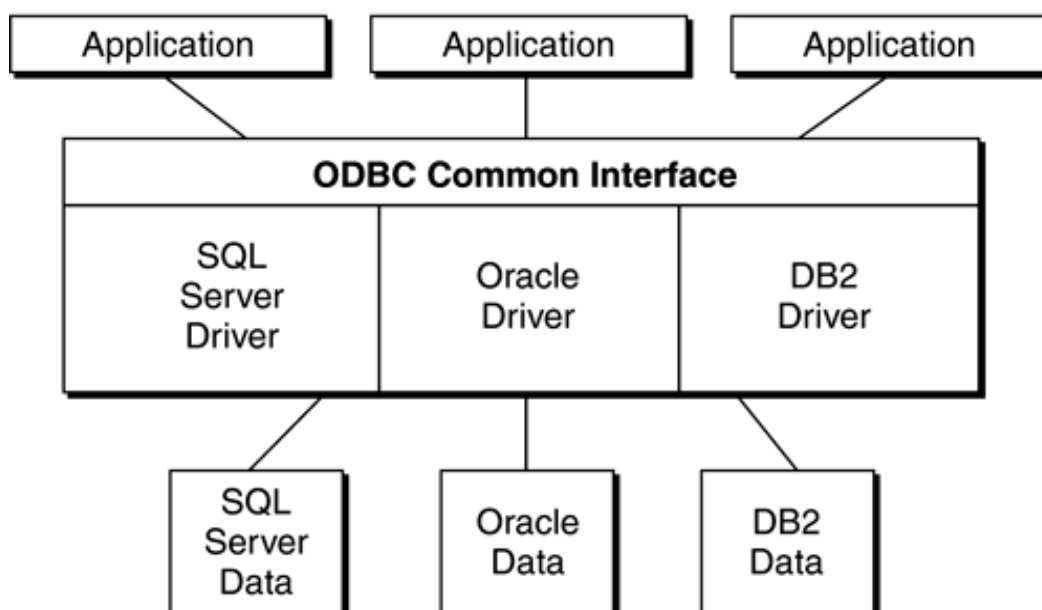 Application
Application
Application
ODBC Common Interface
SQL
Server
Driver
Oracle
Driver
DB2
Driver
SQL
Server
Data
Oracle
Data
DB2
Data